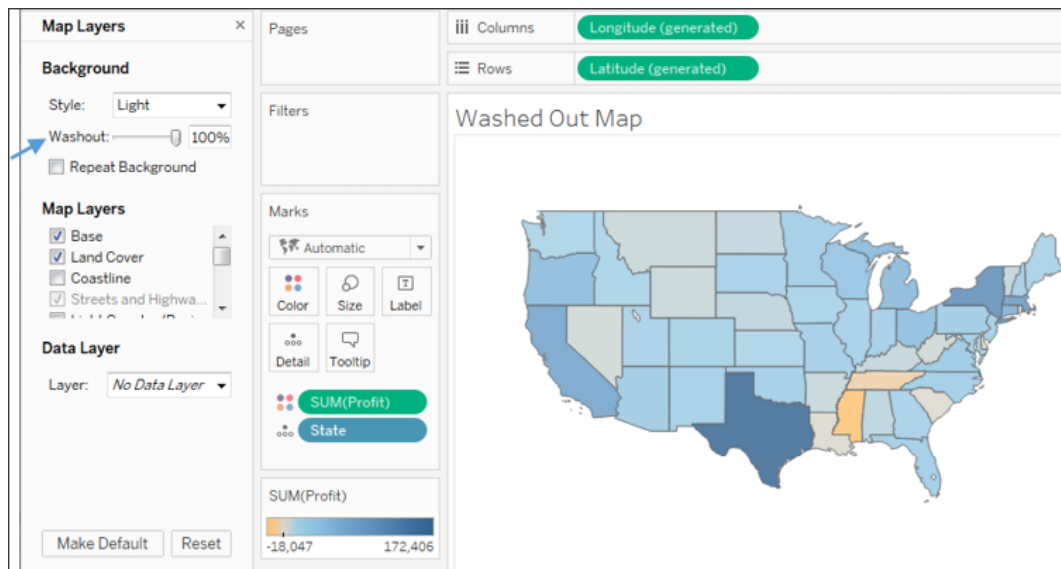 Map Layers ×
Background
Style: Light
Washout: 100%
Repeat Background
Map Layers
Base
Land Cover
Coastline
Streets and Highwa...
Data Layer
Layer: No Data Layer
Make Default Reset
Pages
Filters
Marks
Automatic
Color Size Label
Detail Tooltip
SUM(Profit)
State
SUM(Profit)
-18,047 172,406
Columns Longitude (generated)
Rows Latitude (generated)
Washed Out Map